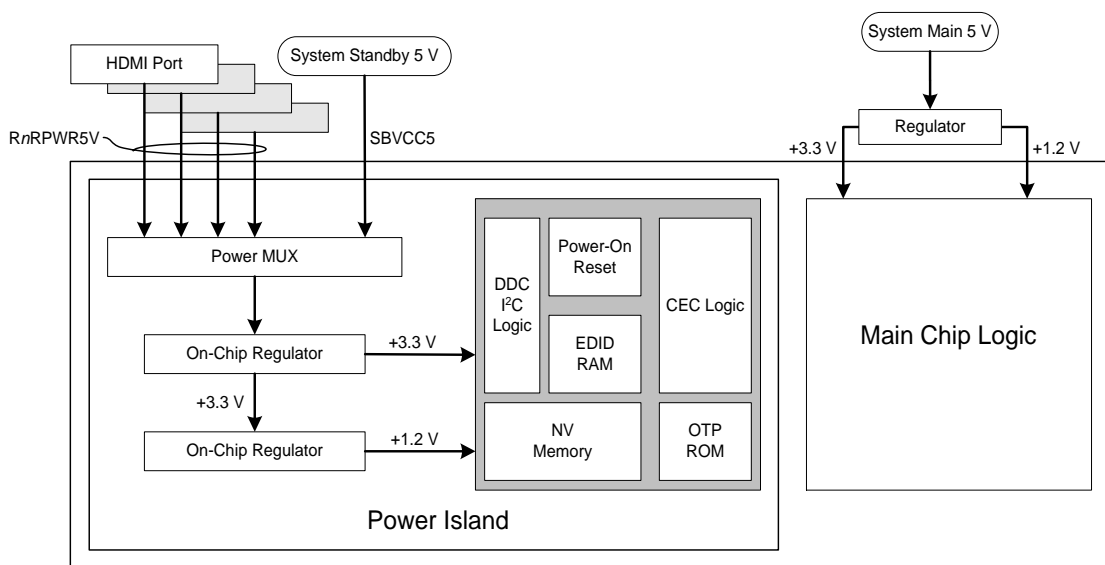 System Main 5 V
HDMI Port
System Standby 5 V
RnRPWR5V
SBVCC5
Regulator
+3.3 V
+1.2 V
Power MUX
DDC
I²C
Logic
Power-On
Reset
CEC Logic
EDID
RAM
Main Chip Logic
On-Chip Regulator
+3.3 V
+3.3 V
On-Chip Regulator
+1.2 V
NV
Memory
OTP
ROM
Power Island